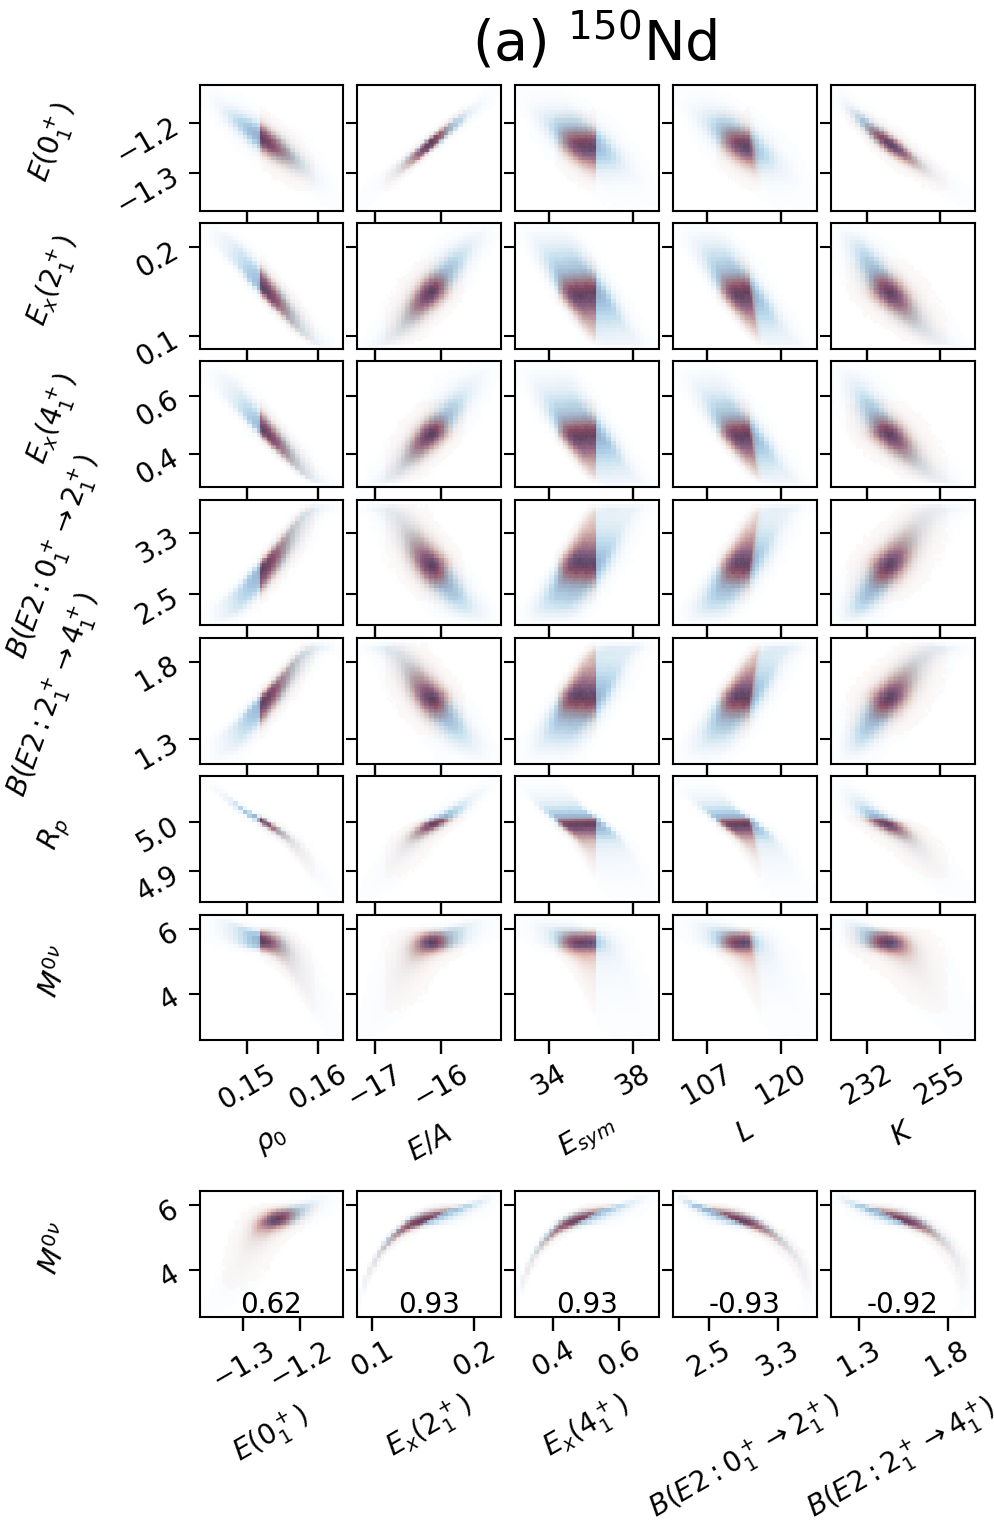 (a) ¹⁵⁰Nd
E(0₁⁺)
−1.2
−1.3
Eₓ(2₁⁺)
0.2
0.1
Eₓ(4₁⁺)
0.6
0.4
B(E2 : 0₁⁺ → 2₁⁺)
3.3
2.5
B(E2 : 2₁⁺ → 4₁⁺)
1.8
1.3
Rₚ
5.0
4.9
M⁰ᵛ
6
4
0.15 0.16 −17 −16 34 38 107 120 232 255
ρ₀ E/A E_sym L K
M⁰ᵛ
6
4
0.62 0.93 0.93 -0.93 -0.92
−1.3 −1.2 0.1 0.2 0.4 0.6 2.5 3.3 1.3 1.8
E(0₁⁺) Eₓ(2₁⁺) Eₓ(4₁⁺) B(E2 : 0₁⁺ → 2₁⁺) B(E2 : 2₁⁺ → 4₁⁺)